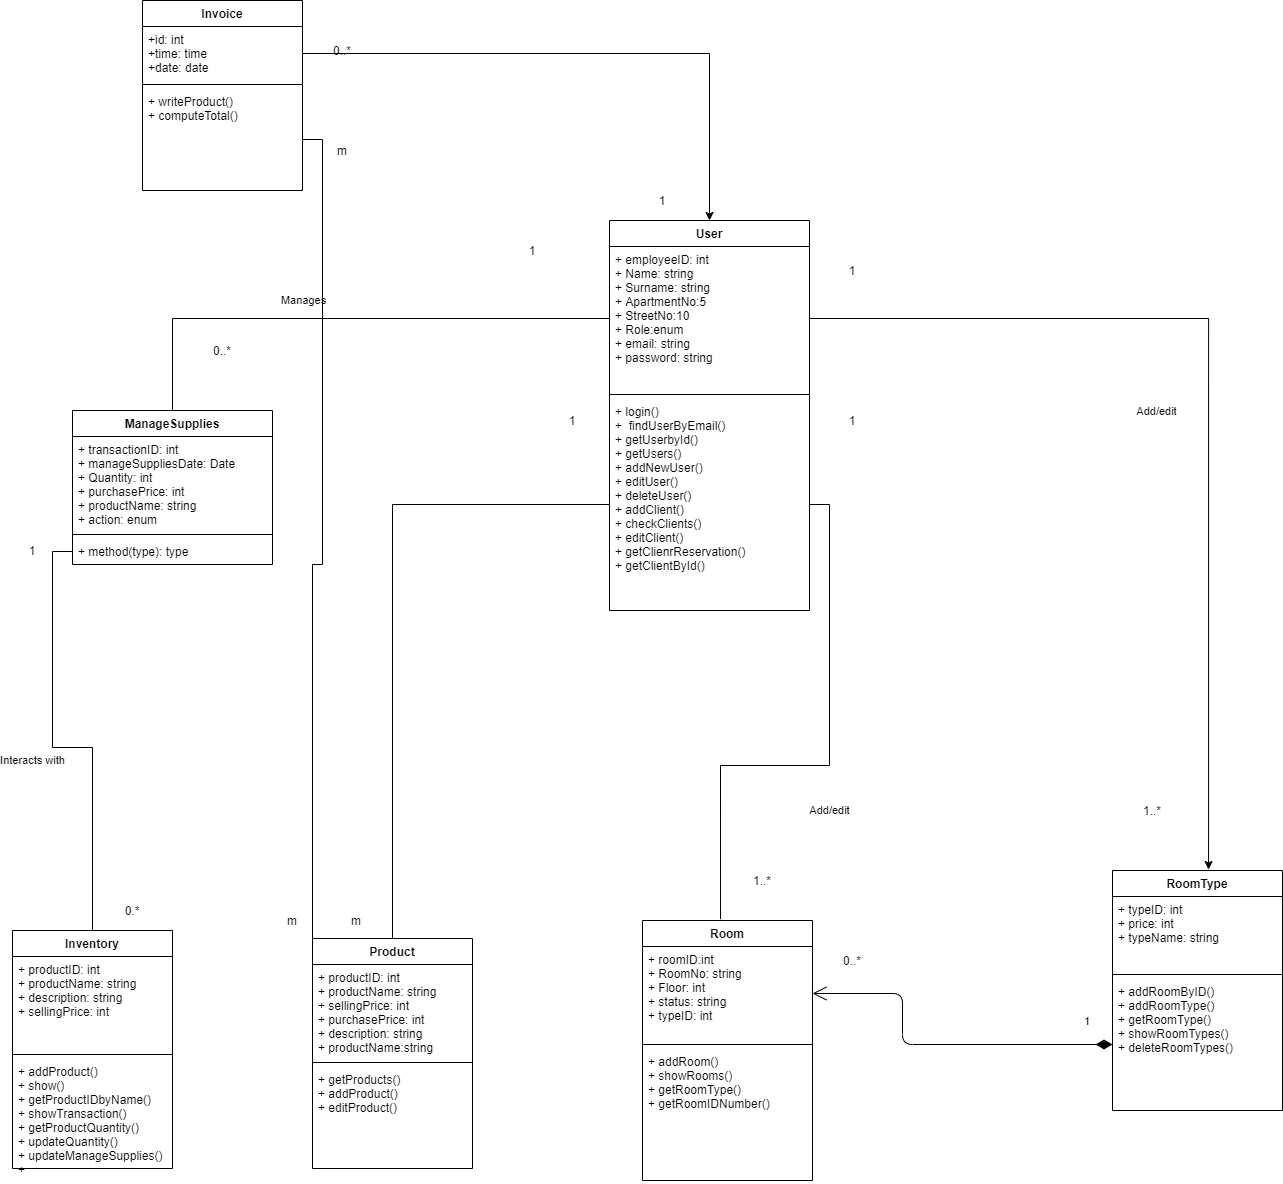 Invoice
+id: int
+time: time
+date: date
+ writeProduct()
+ computeTotal()
0..*
m
1
1
1
User
+ employeeID: int
+ Name: string
+ Surname: string
+ ApartmentNo:5
+ StreetNo:10
+ Role:enum
+ email: string
+ password: string
+ login()
+  findUserByEmail()
+ getUserbyId()
+ getUsers()
+ addNewUser()
+ editUser()
+ deleteUser()
+ addClient()
+ checkClients()
+ editClient()
+ getClienrReservation()
+ getClientById()
Manages
0..*
1
1
Add/edit
ManageSupplies
+ transactionID: int
+ manageSuppliesDate: Date
+ Quantity: int
+ purchasePrice: int
+ productName: string
+ action: enum
+ method(type): type
1
Interacts with
0.*
m
m
Add/edit
1..*
1..*
Inventory
+ productID: int
+ productName: string
+ description: string
+ sellingPrice: int
+ addProduct()
+ show()
+ getProductIDbyName()
+ showTransaction()
+ getProductQuantity()
+ updateQuantity()
+ updateManageSupplies()
+
Product
+ productID: int
+ productName: string
+ sellingPrice: int
+ purchasePrice: int
+ description: string
+ productName:string
+ getProducts()
+ addProduct()
+ editProduct()
Room
+ roomID:int
+ RoomNo: string
+ Floor: int
+ status: string
+ typeID: int
+ addRoom()
+ showRooms()
+ getRoomType()
+ getRoomIDNumber()
0..*
1
RoomType
+ typeID: int
+ price: int
+ typeName: string
+ addRoomByID()
+ addRoomType()
+ getRoomType()
+ showRoomTypes()
+ deleteRoomTypes()